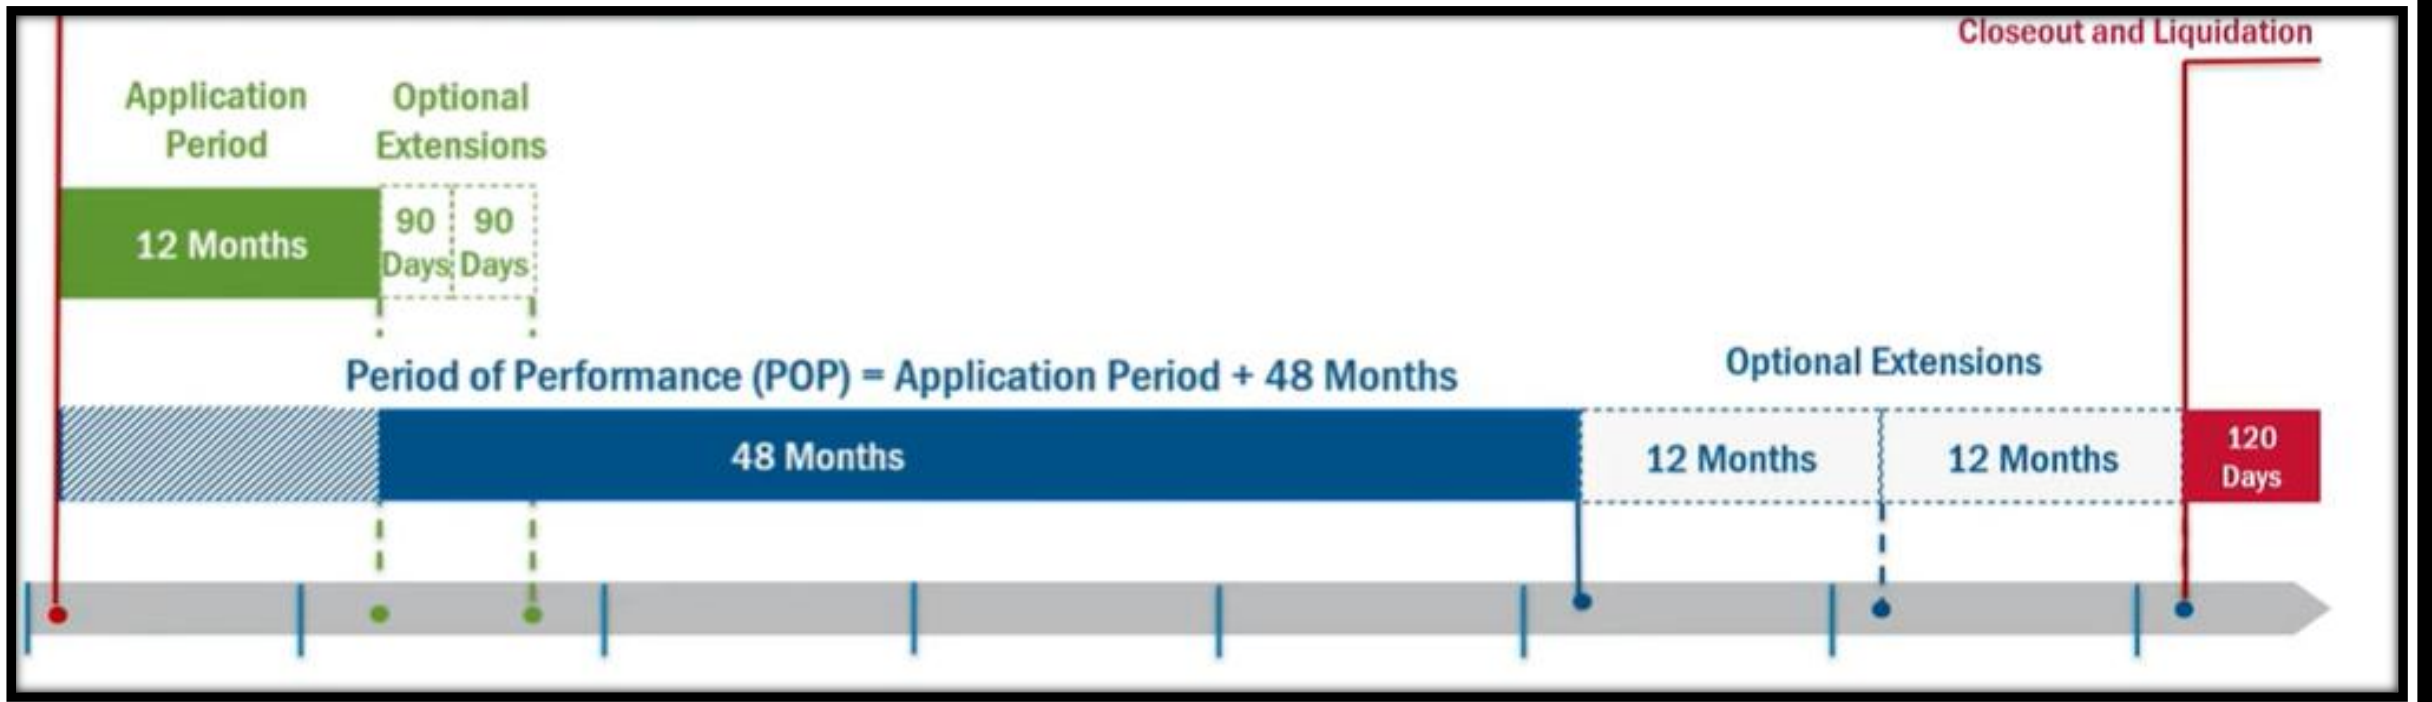 Closeout and Liquidation
Application
Period
Optional
Extensions
12 Months
90
Days
90
Days
Period of Performance (POP) = Application Period + 48 Months
Optional Extensions
48 Months
12 Months
12 Months
120
Days